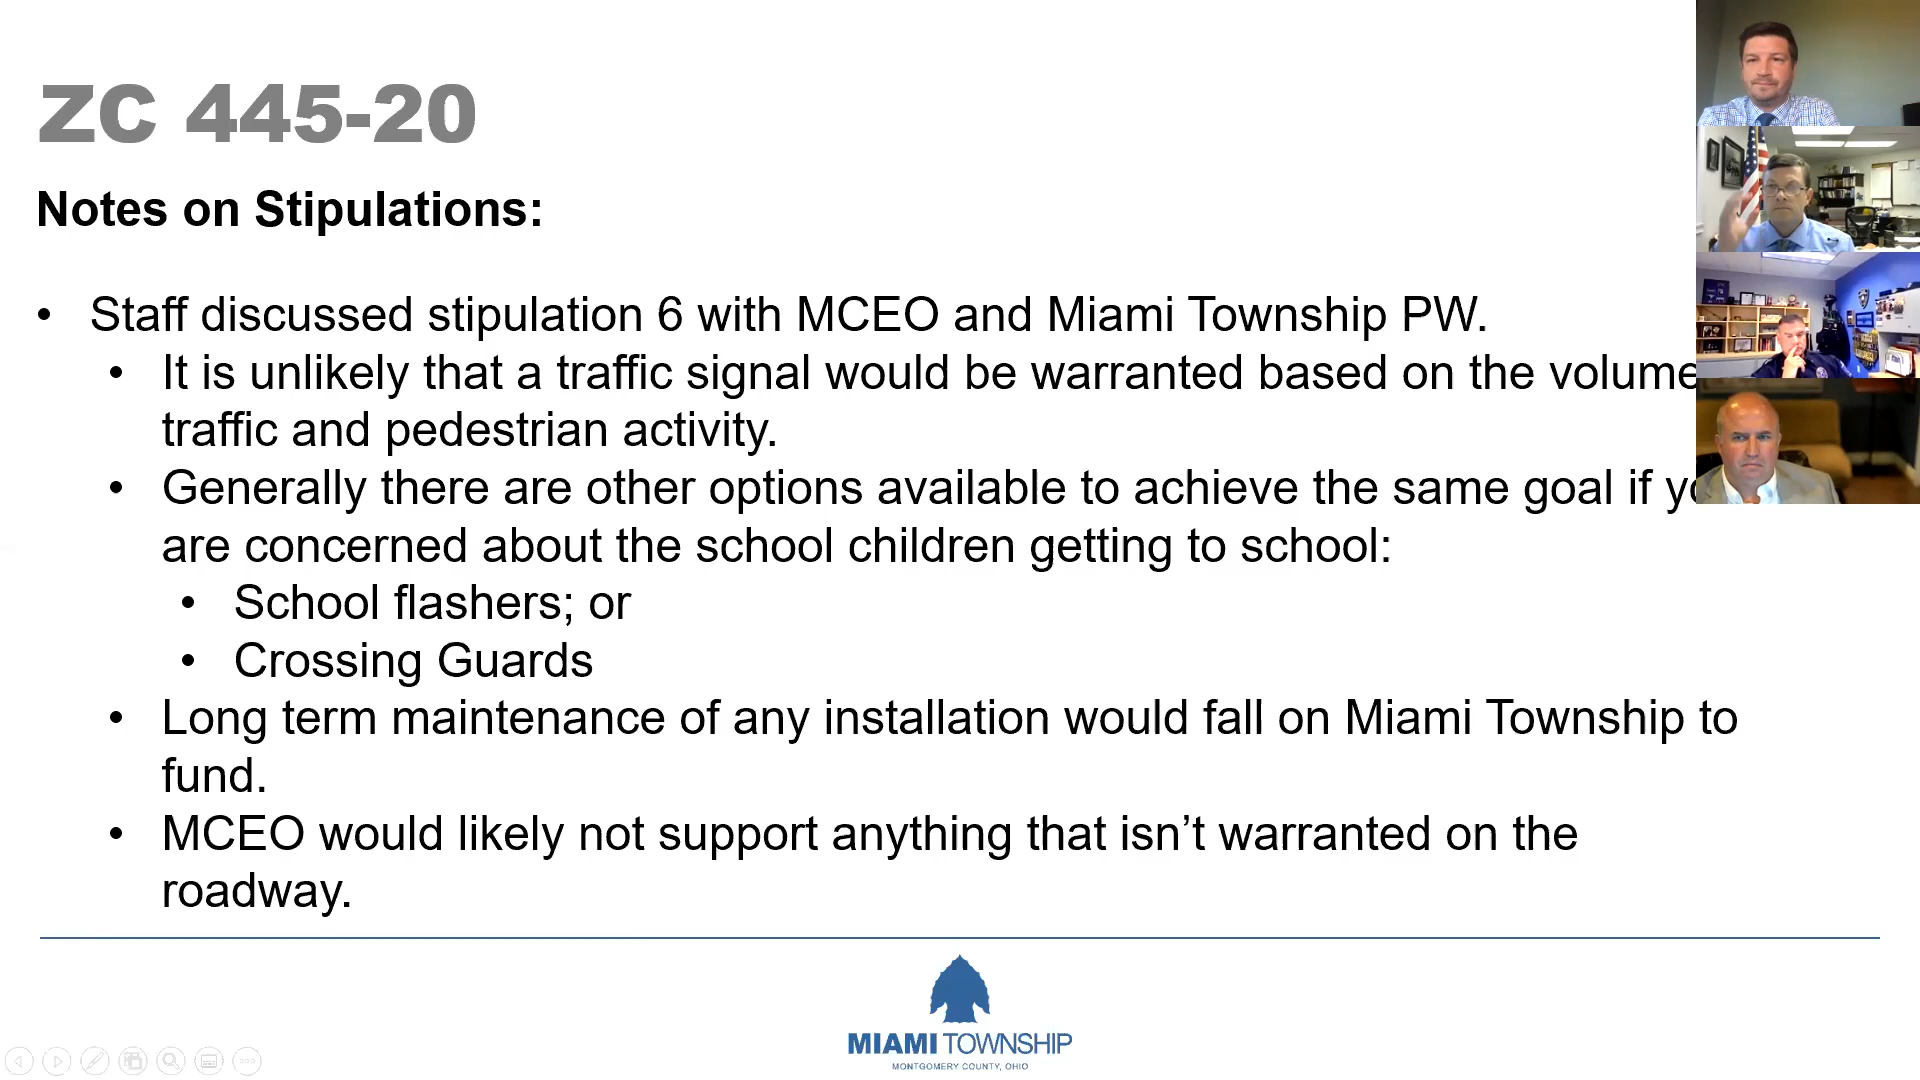 ZC 445-20
Notes on Stipulations:
• Staff discussed stipulation 6 with MCEO and Miami Township PW.
• It is unlikely that a traffic signal would be warranted based on the volume
traffic and pedestrian activity.
• Generally there are other options available to achieve the same goal if yo
are concerned about the school children getting to school:
• School flashers; or
• Crossing Guards
• Long term maintenance of any installation would fall on Miami Township to
fund.
• MCEO would likely not support anything that isn’t warranted on the
roadway.
MIAMI TOWNSHIP
MONTGOMERY COUNTY, OHIO